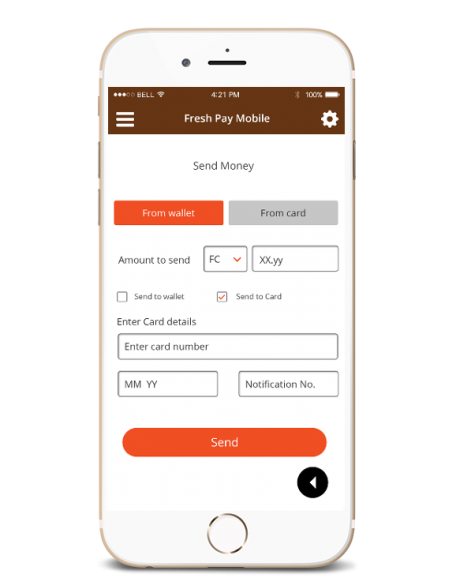 BELL 4:21 PM 100%
Fresh Pay Mobile
Send Money
From wallet From card
Amount to send FC XX.yy
Send to wallet Send to Card
Enter Card details
Enter card number
MM YY Notification No.
Send